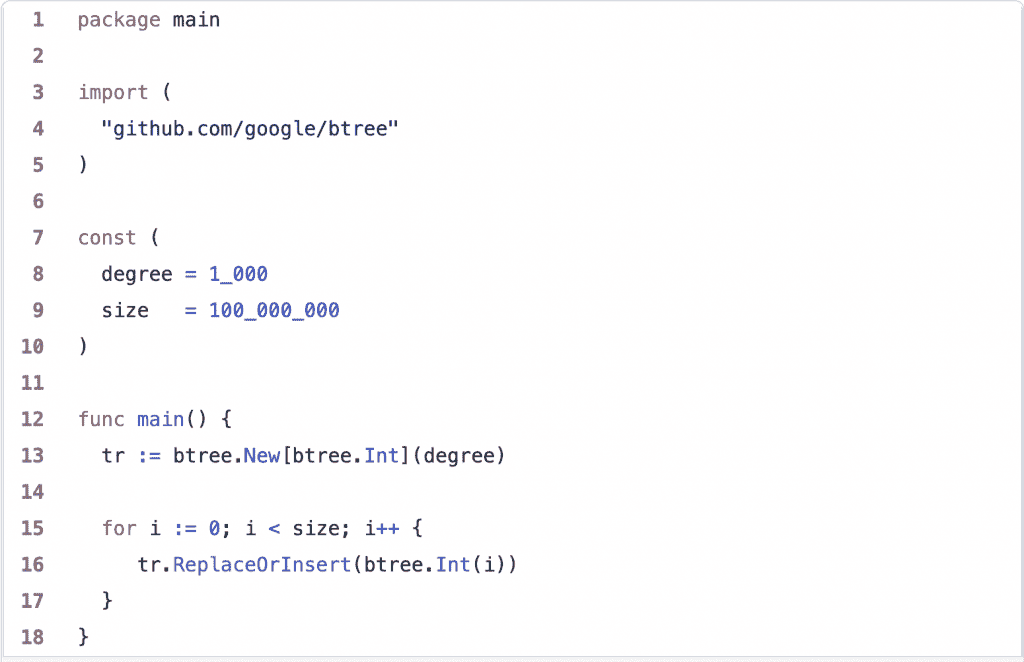 1 package main
2
3 import (
4   "github.com/google/btree"
5 )
6
7 const (
8   degree = 1_000
9   size   = 100_000_000
10 )
11
12 func main() {
13   tr := btree.New[btree.Int](degree)
14
15   for i := 0; i < size; i++ {
16      tr.ReplaceOrInsert(btree.Int(i))
17   }
18 }